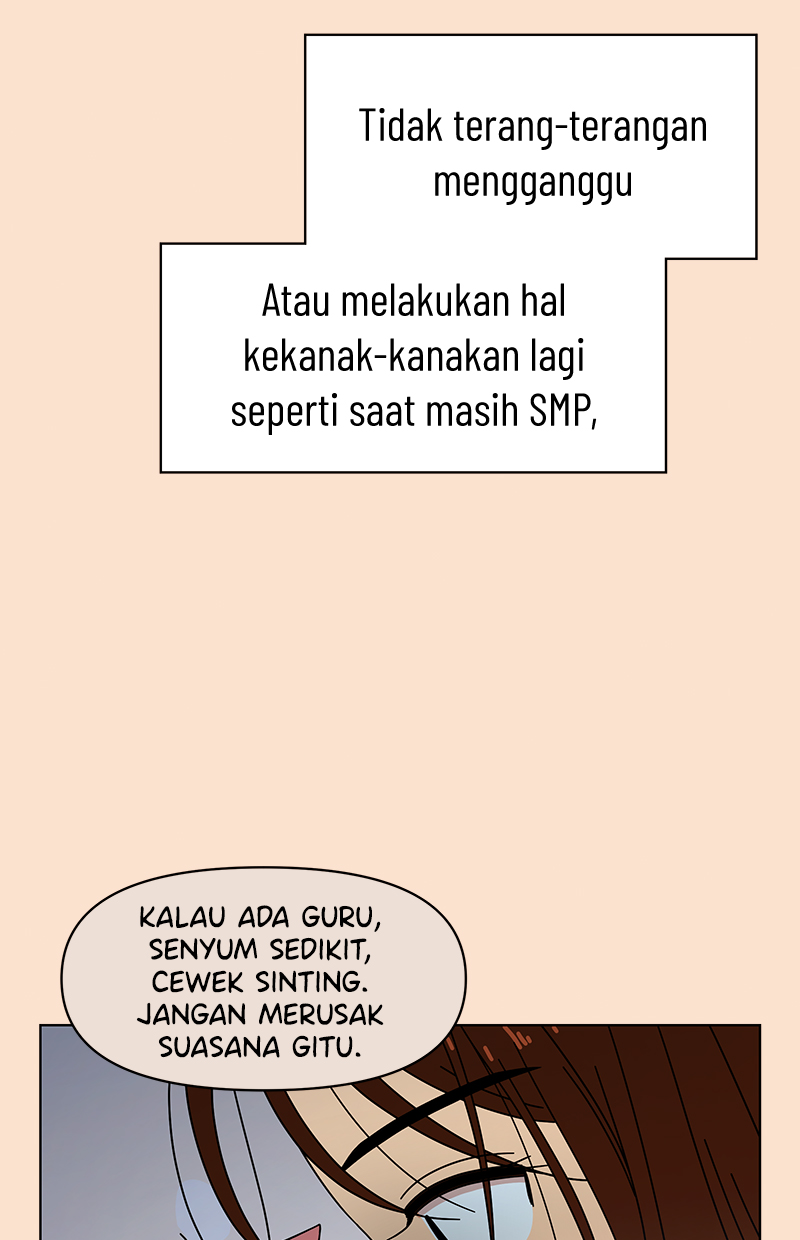 Tidak terang-terangan
mengganggu
Atau melakukan hal
kekanak-kanakan lagi
seperti saat masih SMP,
KALAU ADA GURU,
SENYUM SEDIKIT,
CEWEK SINTING.
JANGAN MERUSAK
SUASANA GITU.